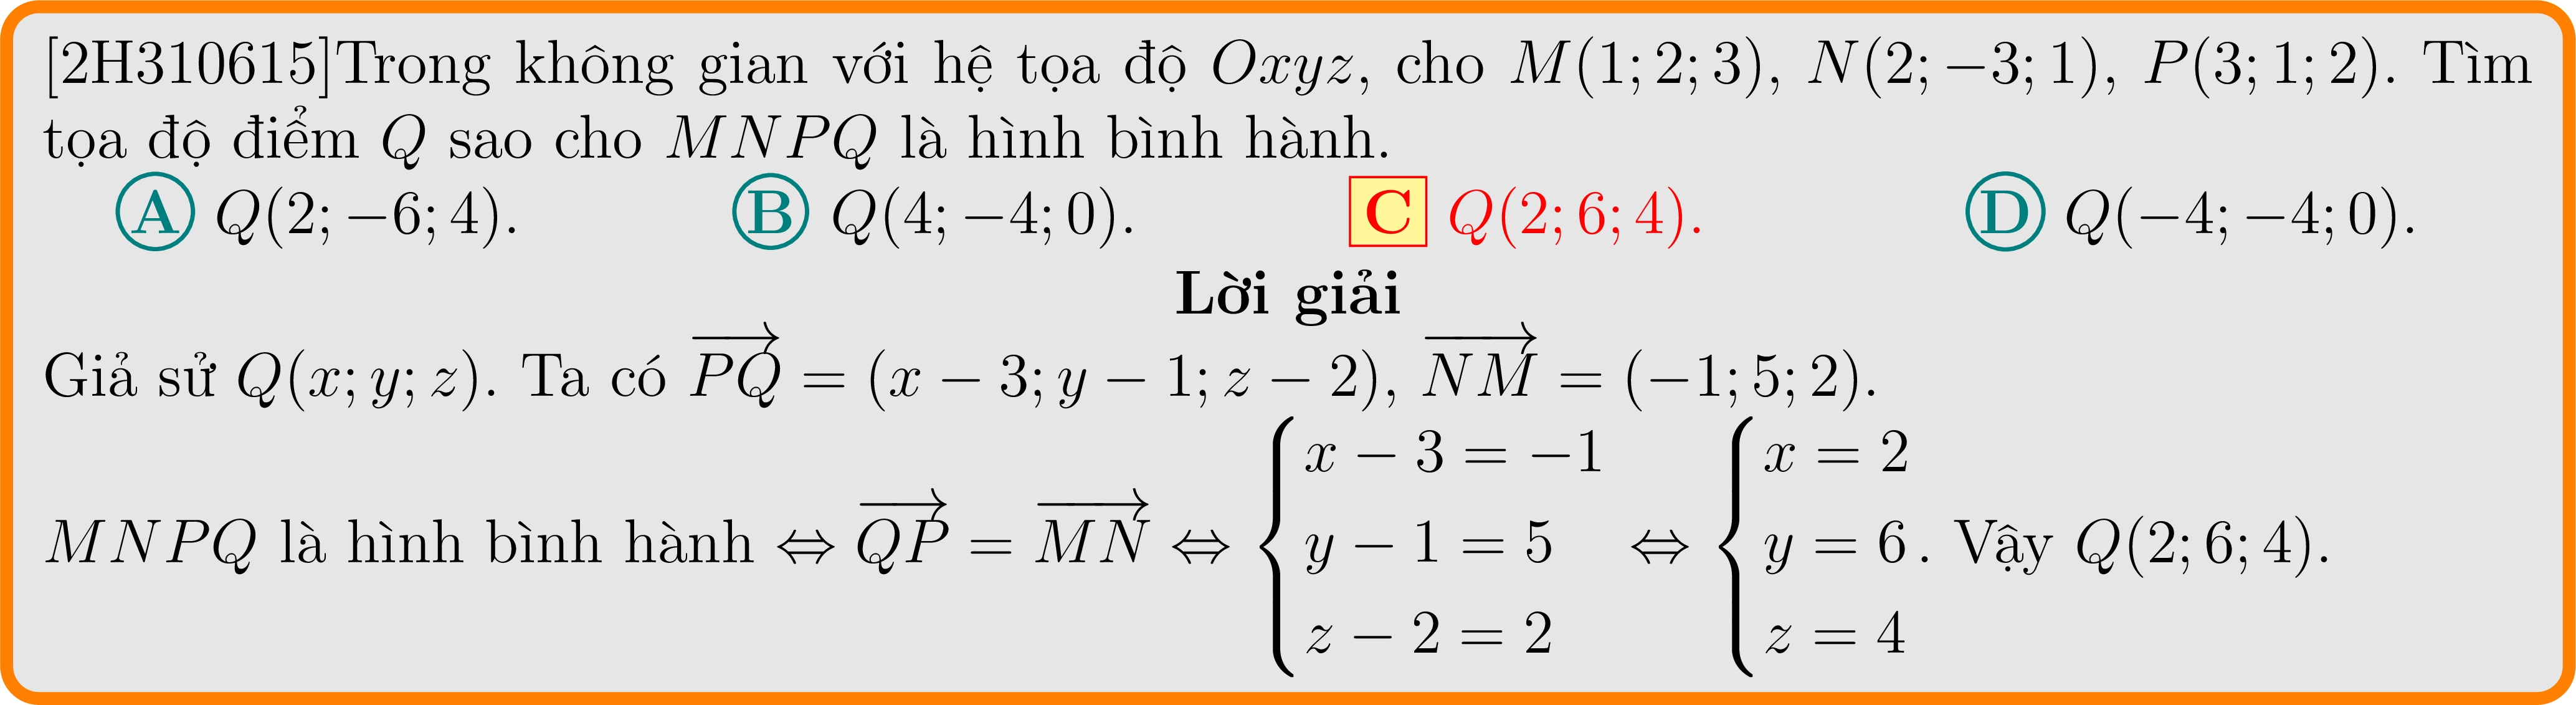 [2H310615]Trong không gian với hệ tọa độ Oxyz, cho M(1; 2; 3), N(2; −3; 1), P(3; 1; 2). Tìm
tọa độ điểm Q sao cho MNPQ là hình bình hành.
A Q(2; −6; 4). B Q(4; −4; 0). C Q(2; 6; 4). D Q(−4; −4; 0).
Lời giải
Giả sử Q(x; y; z). Ta có \overrightarrow{PQ} = (x − 3; y − 1; z − 2), \overrightarrow{NM} = (−1; 5; 2).
MNPQ là hình bình hành ⇔ \overrightarrow{QP} = \overrightarrow{MN} ⇔ \begin{cases} x − 3 = −1 \\ y − 1 = 5 \\ z − 2 = 2 \end{cases} ⇔ \begin{cases} x = 2 \\ y = 6 \\ z = 4 \end{cases}. Vậy Q(2; 6; 4).